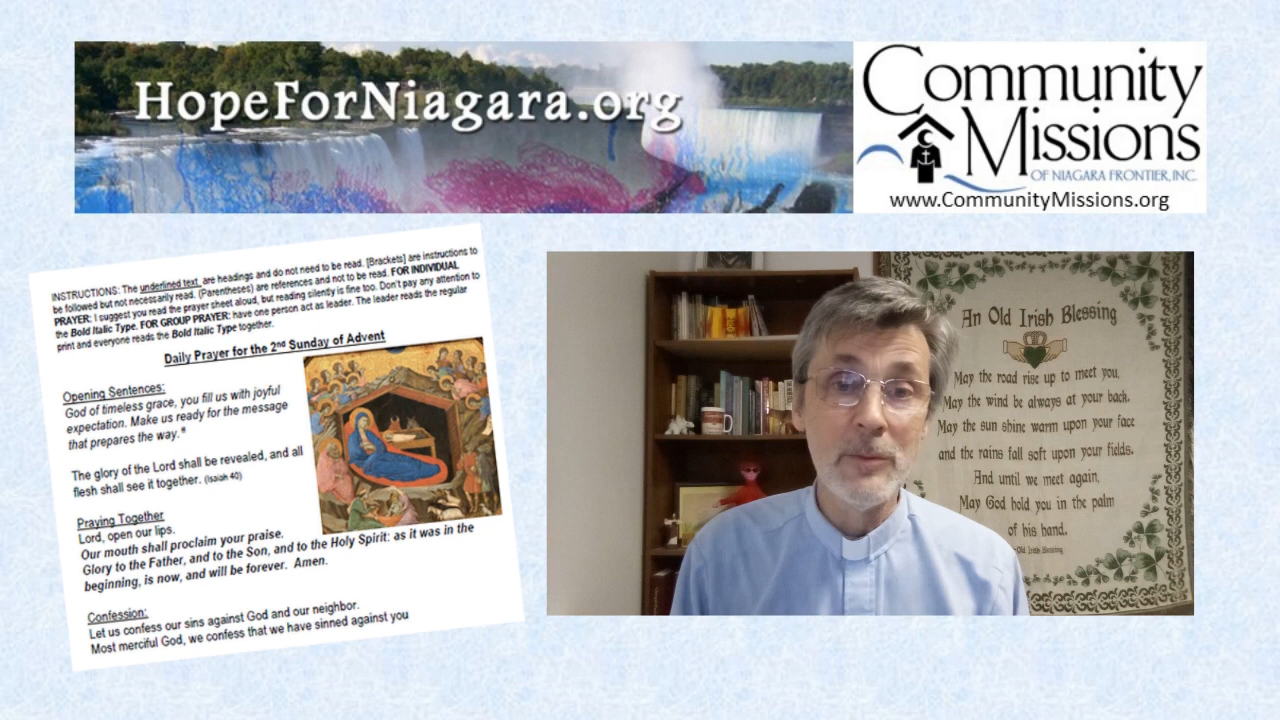 HopeForNiagara.org
Community
Missions
OF NIAGARA FRONTIER, INC.
www.CommunityMissions.org
INSTRUCTIONS: The underlined text are headings and do not need to be read. [Brackets] are instructions to
be followed but not necessarily read. (Parentheses) are references and not to be read. FOR INDIVIDUAL
PRAYER: I suggest you read the prayer sheet aloud, but reading silently is fine too. Don't pay any attention to
the Bold Italic Type. FOR GROUP PRAYER: have one person act as leader. The leader reads the regular
print and everyone reads the Bold Italic Type together.
Daily Prayer for the 2nd Sunday of Advent
Opening Sentences:
God of timeless grace, you fill us with joyful
expectation. Make us ready for the message
that prepares the way.*
The glory of the Lord shall be revealed, and all
flesh shall see it together. (Isaiah 40)
Praying Together
Lord, open our lips.
Our mouth shall proclaim your praise.
Glory to the Father, and to the Son, and to the Holy Spirit: as it was in the
beginning, is now, and will be forever. Amen.
Confession:
Let us confess our sins against God and our neighbor.
Most merciful God, we confess that we have sinned against you
An Old Irish Blessing
May the road rise up to meet you,
May the wind be always at your back.
May the sun shine warm upon your face
and the rains fall soft upon your fields.
And until we meet again,
May God hold you in the palm
of his hand.
-Old Irish Blessing